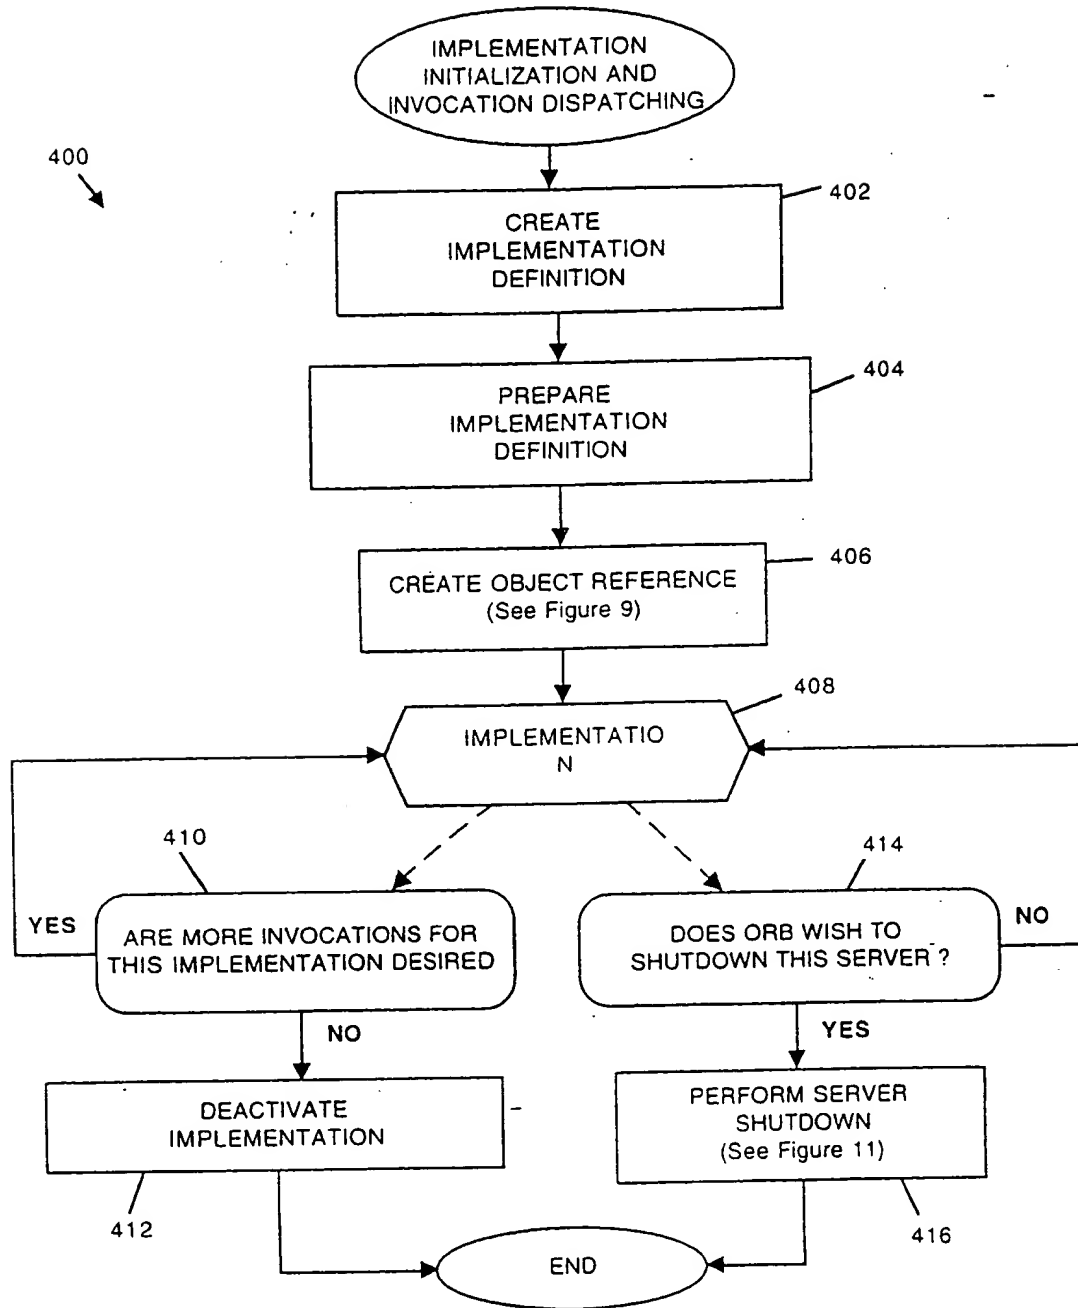 IMPLEMENTATION
INITIALIZATION AND
INVOCATION DISPATCHING
400
402
CREATE
IMPLEMENTATION
DEFINITION
404
PREPARE
IMPLEMENTATION
DEFINITION
406
CREATE OBJECT REFERENCE
(See Figure 9)
408
IMPLEMENTATIO
N
410
414
YES
ARE MORE INVOCATIONS FOR
THIS IMPLEMENTATION DESIRED
DOES ORB WISH TO
SHUTDOWN THIS SERVER ?
NO
NO
YES
DEACTIVATE
IMPLEMENTATION
PERFORM SERVER
SHUTDOWN
(See Figure 11)
412
416
END